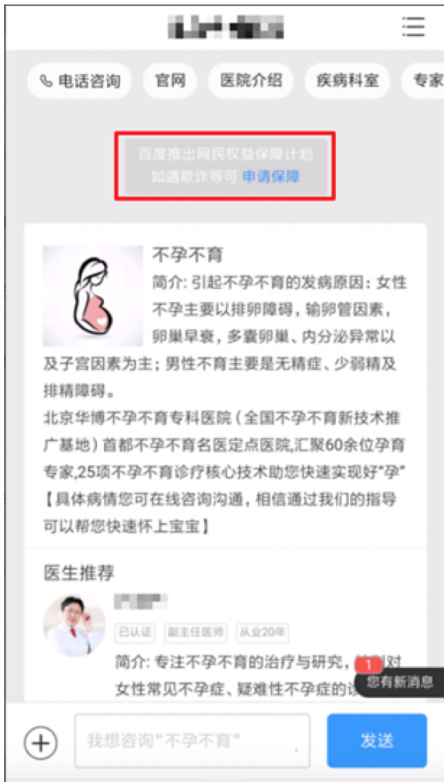 电话咨询 官网 医院介绍 疾病科室 专家
百度推出网民权益保障计划
如遇欺诈等可 申请保障
不孕不育
简介: 引起不孕不育的发病原因: 女性
不孕主要以排卵障碍，输卵管因素，
卵巢早衰，多囊卵巢、内分泌异常以
及子宫因素为主；男性不育主要是无精症、少弱精及
排精障碍。
北京华博不孕不育专科医院（全国不孕不育新技术推
广基地）首都不孕不育名医定点医院,汇聚60余位孕育
专家,25项不孕不育诊疗核心技术助您快速实现好"孕"
【具体病情您可在线咨询沟通，相信通过我们的指导
可以帮您快速怀上宝宝】
医生推荐
已认证 副主任医师 从业20年
简介: 专注不孕不育的治疗与研究，
对
1
女性常见不孕症、疑难性不孕症的
您有新消息
我想咨询"不孕不育"
发送